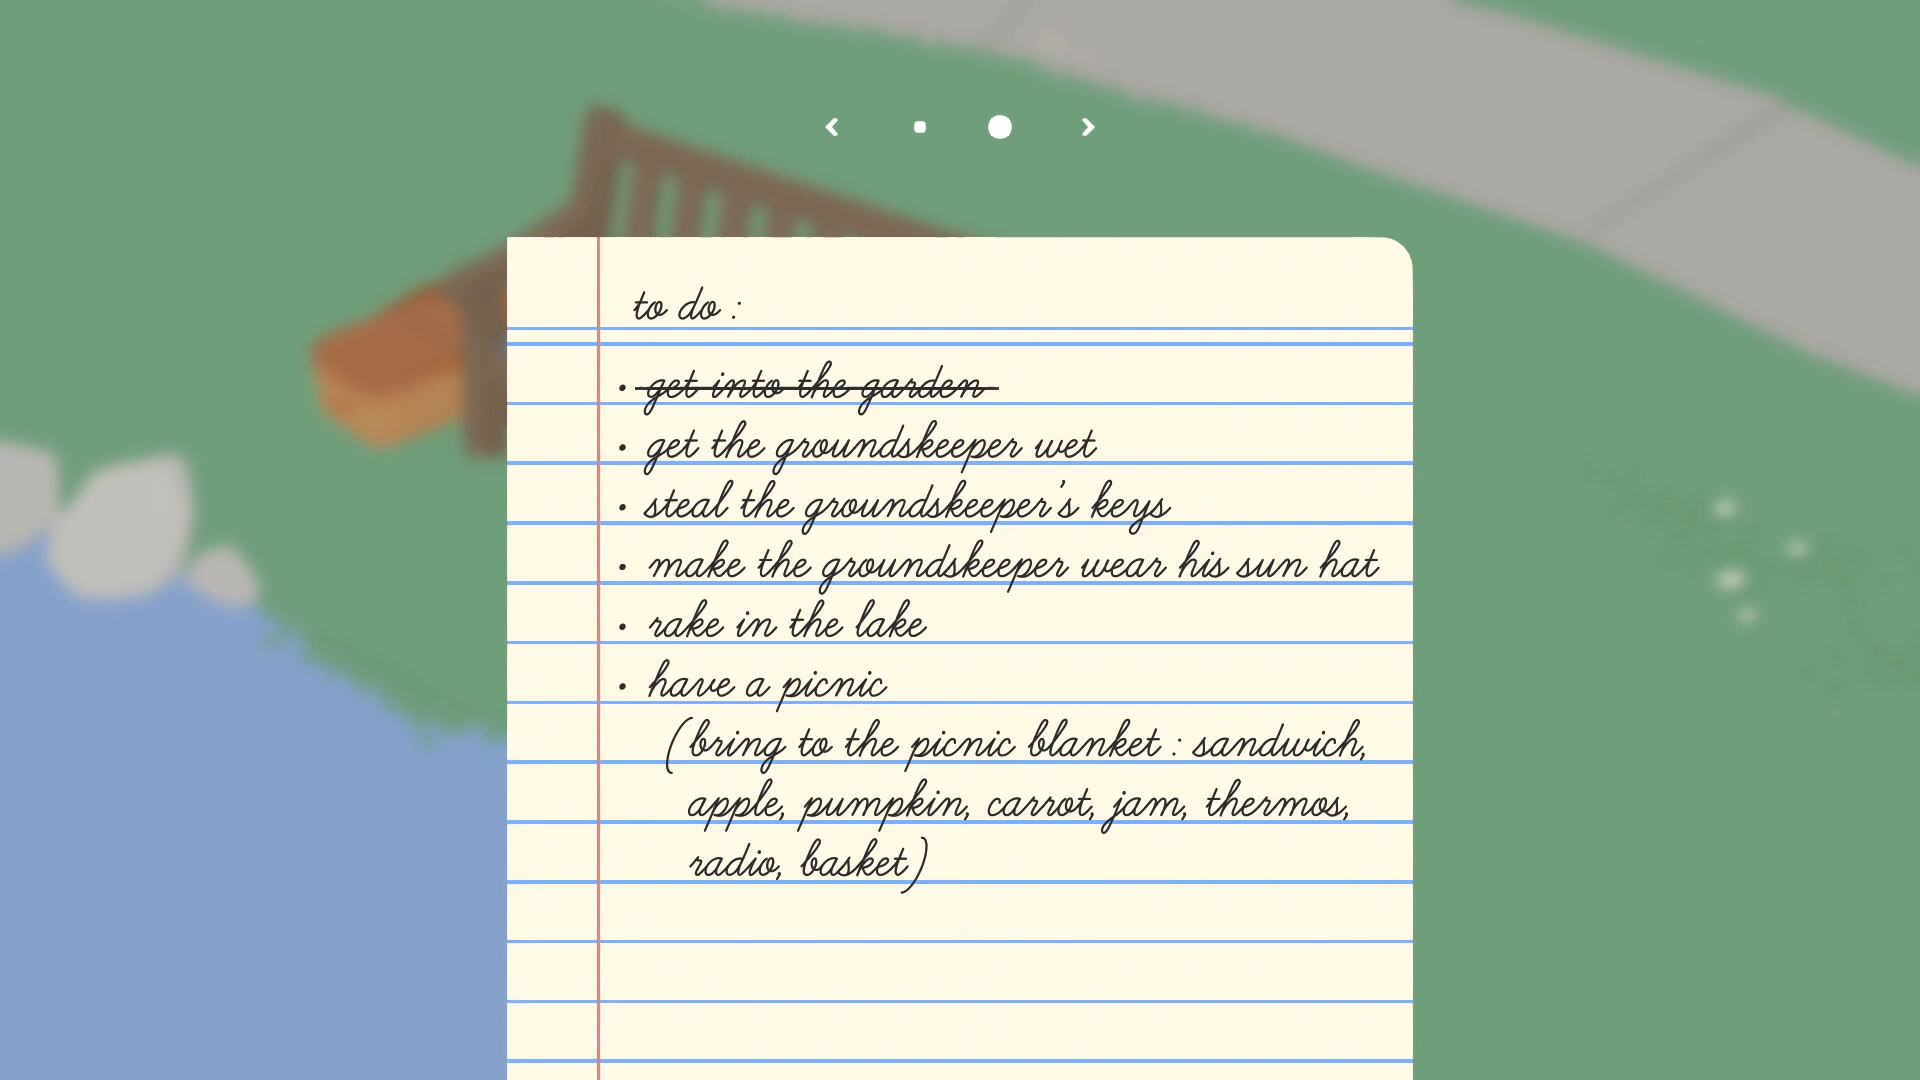 to do :
• get into the garden
• get the groundskeeper wet
• steal the groundskeeper's keys
• make the groundskeeper wear his sun hat
• rake in the lake
• have a picnic
(bring to the picnic blanket : sandwich,
apple, pumpkin, carrot, jam, thermos,
radio, basket)